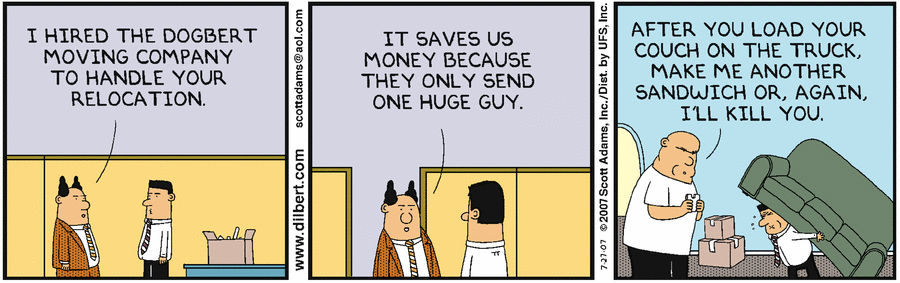 I HIRED THE DOGBERT
MOVING COMPANY
TO HANDLE YOUR
RELOCATION.
www.dilbert.com scottadams@aol.com
IT SAVES US
MONEY BECAUSE
THEY ONLY SEND
ONE HUGE GUY.
7-27-07 ©2007 Scott Adams, Inc./Dist. by UFS, Inc.
AFTER YOU LOAD YOUR
COUCH ON THE TRUCK,
MAKE ME ANOTHER
SANDWICH OR, AGAIN,
I'LL KILL YOU.